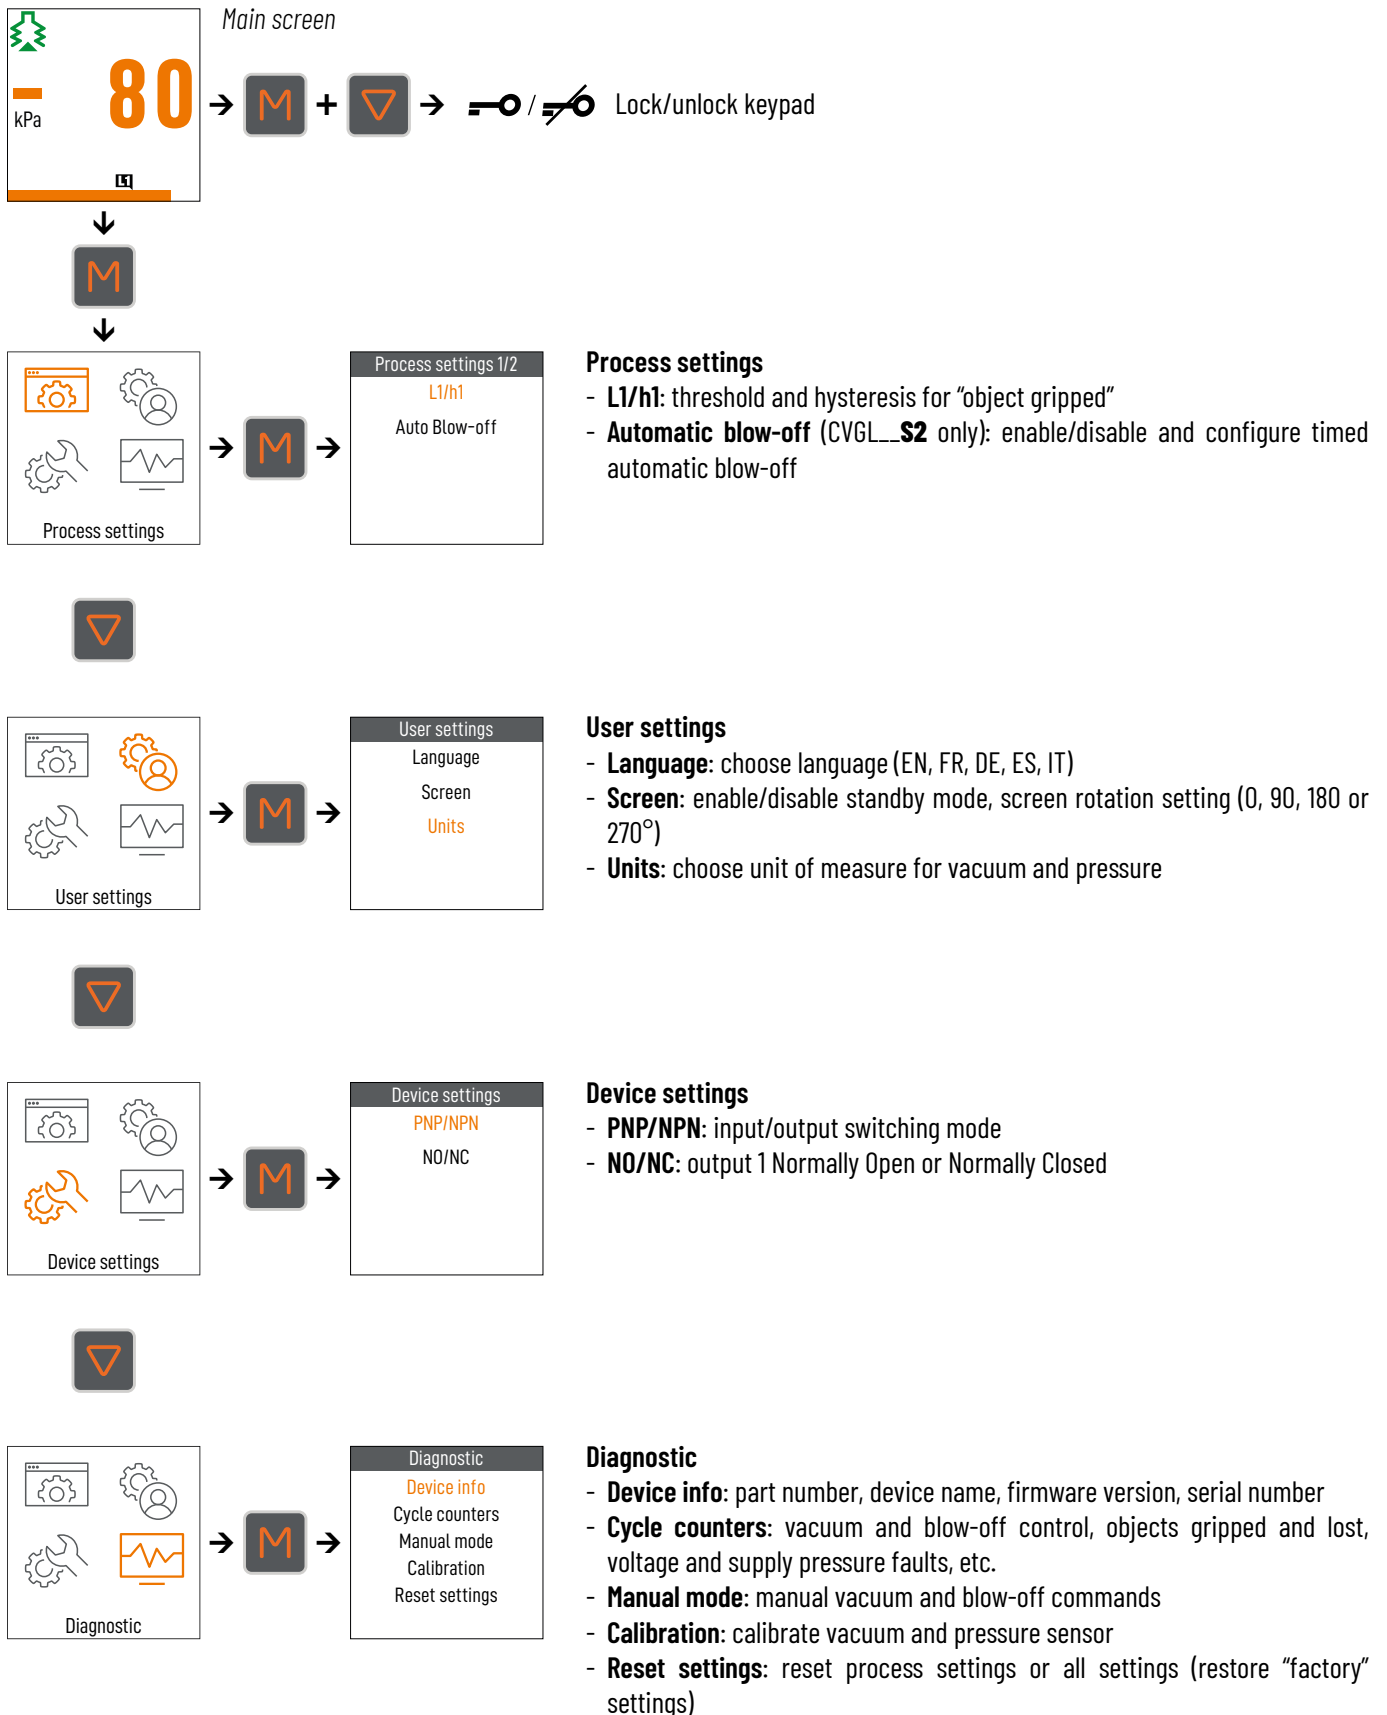 Main screen
80
kPa
L1
M + → / Lock/unlock keypad
M
Process settings
M
Process settings 1/2
L1/h1
Auto Blow-off
Process settings
- L1/h1: threshold and hysteresis for “object gripped”
- Automatic blow-off (CVGL__S2 only): enable/disable and configure timed
automatic blow-off
User settings
M
User settings
Language
Screen
Units
User settings
- Language: choose language (EN, FR, DE, ES, IT)
- Screen: enable/disable standby mode, screen rotation setting (0, 90, 180 or
270°)
- Units: choose unit of measure for vacuum and pressure
Device settings
M
Device settings
PNP/NPN
NO/NC
Device settings
- PNP/NPN: input/output switching mode
- NO/NC: output 1 Normally Open or Normally Closed
Diagnostic
M
Diagnostic
Device info
Cycle counters
Manual mode
Calibration
Reset settings
Diagnostic
- Device info: part number, device name, firmware version, serial number
- Cycle counters: vacuum and blow-off control, objects gripped and lost,
voltage and supply pressure faults, etc.
- Manual mode: manual vacuum and blow-off commands
- Calibration: calibrate vacuum and pressure sensor
- Reset settings: reset process settings or all settings (restore “factory”
settings)